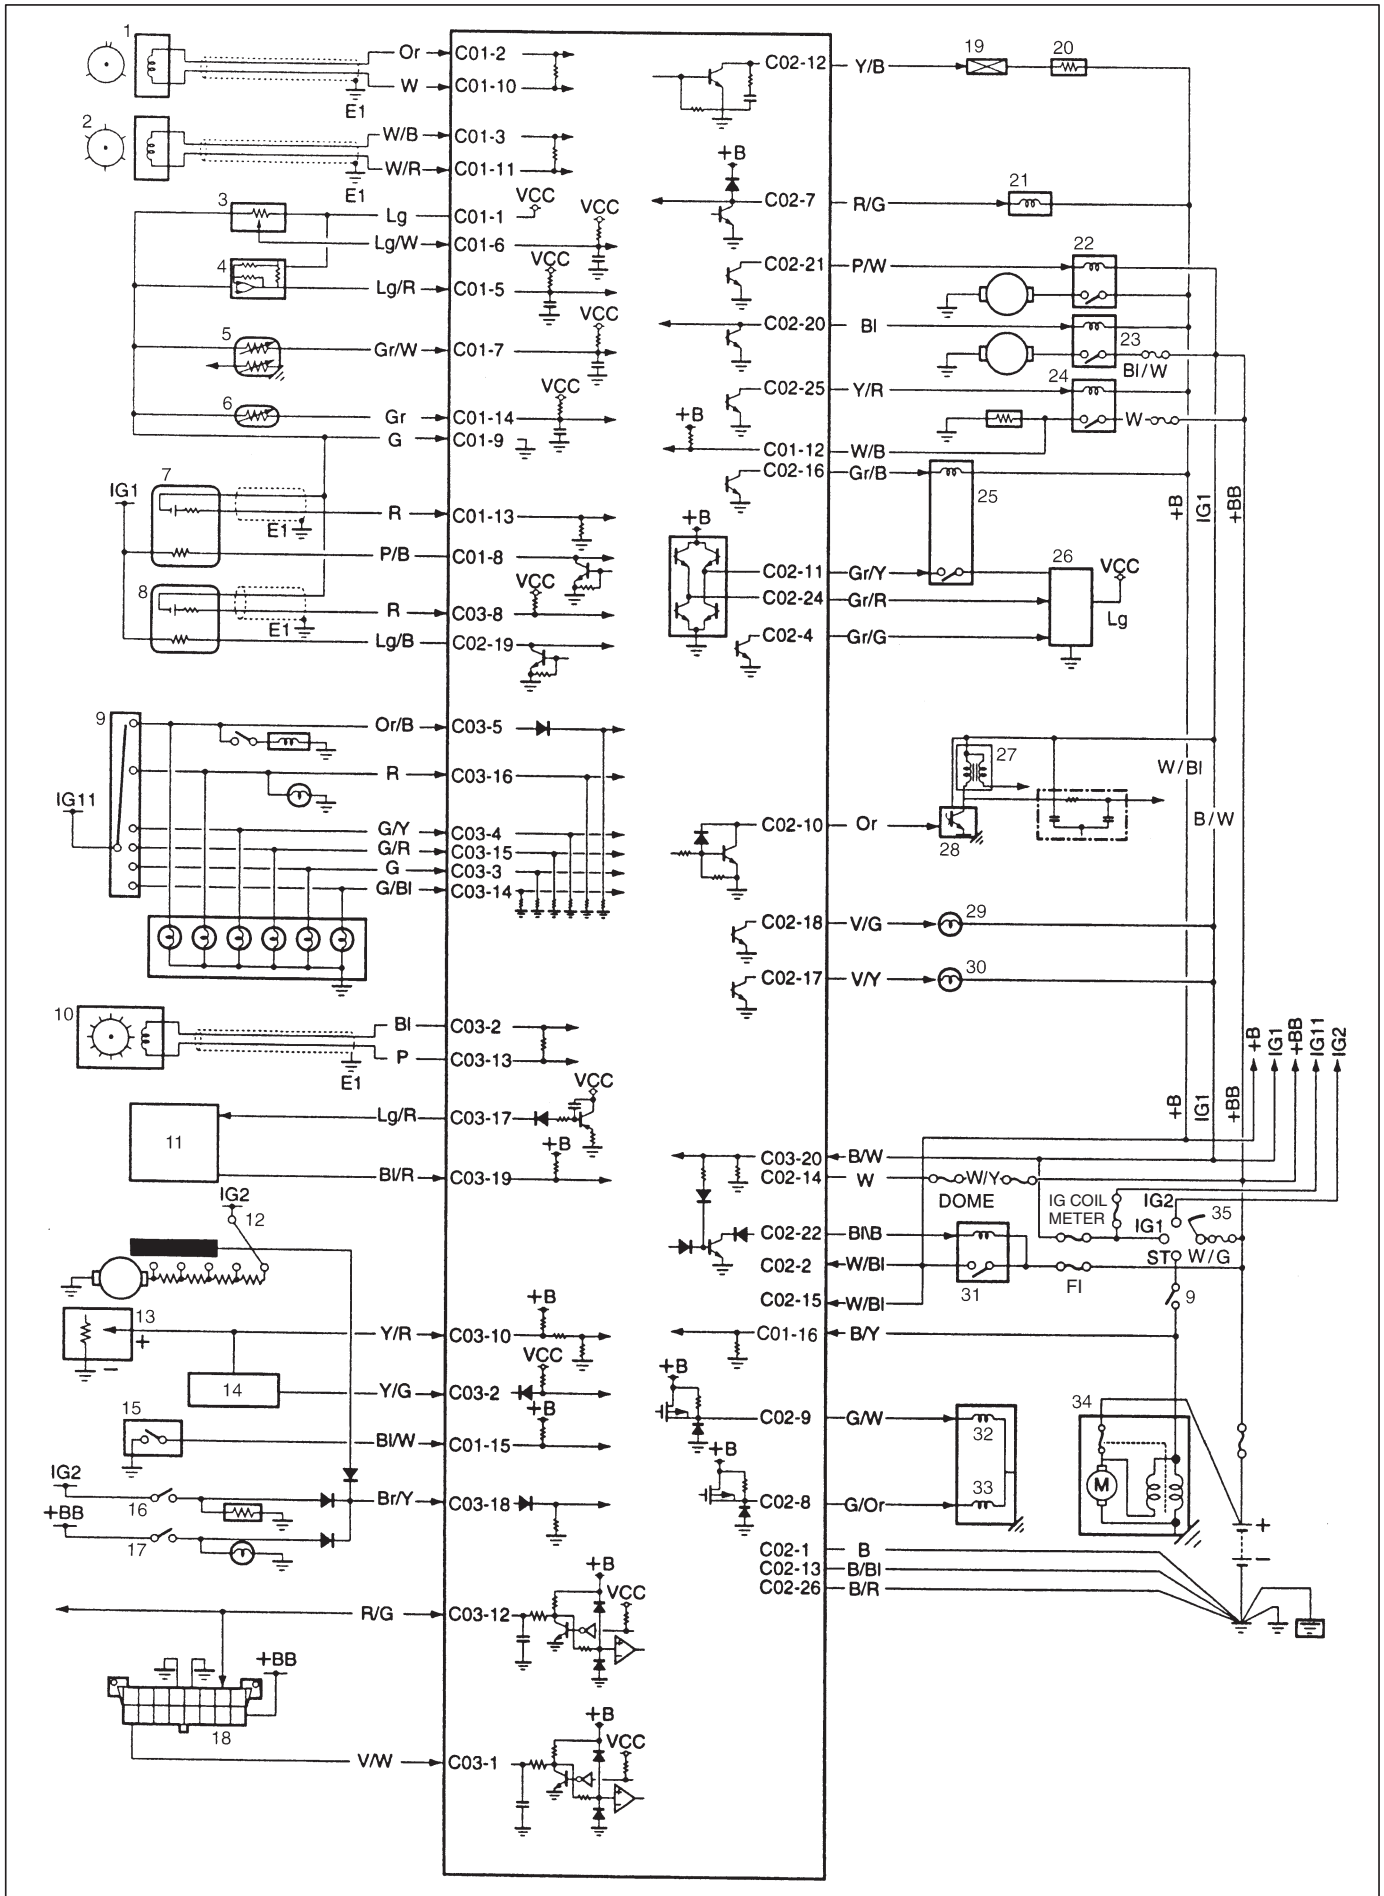 1
Or
C01-2
W
C01-10
E1
2
W/B
C01-3
W/R
C01-11
E1
3
Lg
C01-1
VCC
VCC
Lg/W
C01-6
4
VCC
Lg/R
C01-5
5
VCC
Gr/W
C01-7
6
VCC
Gr
C01-14
G
C01-9
7
IG1
R
C01-13
E1
P/B
C01-8
8
VCC
R
C03-8
E1
Lg/B
C02-19
9
Or/B
C03-5
R
C03-16
IG11
G/Y
C03-4
G/R
C03-15
G
C03-3
G/Bl
C03-14
10
Bl
C03-2
P
C03-13
E1
VCC
11
Lg/R
C03-17
+B
Bl/R
C03-19
IG2
12
13
+
-
+B
Y/R
C03-10
VCC
14
Y/G
C03-2
+B
15
Bl/W
C01-15
IG2
16
Br/Y
C03-18
+BB
17
+B
VCC
R/G
C03-12
+BB
18
+B
VCC
V/W
C03-1
C02-12
Y/B
19
20
+B
C02-7
R/G
21
C02-21
P/W
22
C02-20
Bl
23
Bl/W
C02-25
Y/R
24
W
+B
C01-12
W/B
C02-16
Gr/B
25
+B
IG1
+BB
+B
C02-11
Gr/Y
26
VCC
C02-24
Gr/R
Lg
C02-4
Gr/G
27
W/Bl
B/W
C02-10
Or
28
C02-18
V/G
29
C02-17
V/Y
30
+B
IG1
+BB
IG11
IG2
+B
IG1
+BB
C03-20
B/W
C02-14
W
W/Y
DOME
IG COIL
METER
IG2
35
IG1
C02-22
Bl\B
ST
W/G
C02-2
W/Bl
31
FI
C02-15
W/Bl
9
C01-16
B/Y
+B
C02-9
G/W
32
34
M
+B
33
C02-8
G/Or
+
-
C02-1
B
C02-13
B/Bl
C02-26
B/R